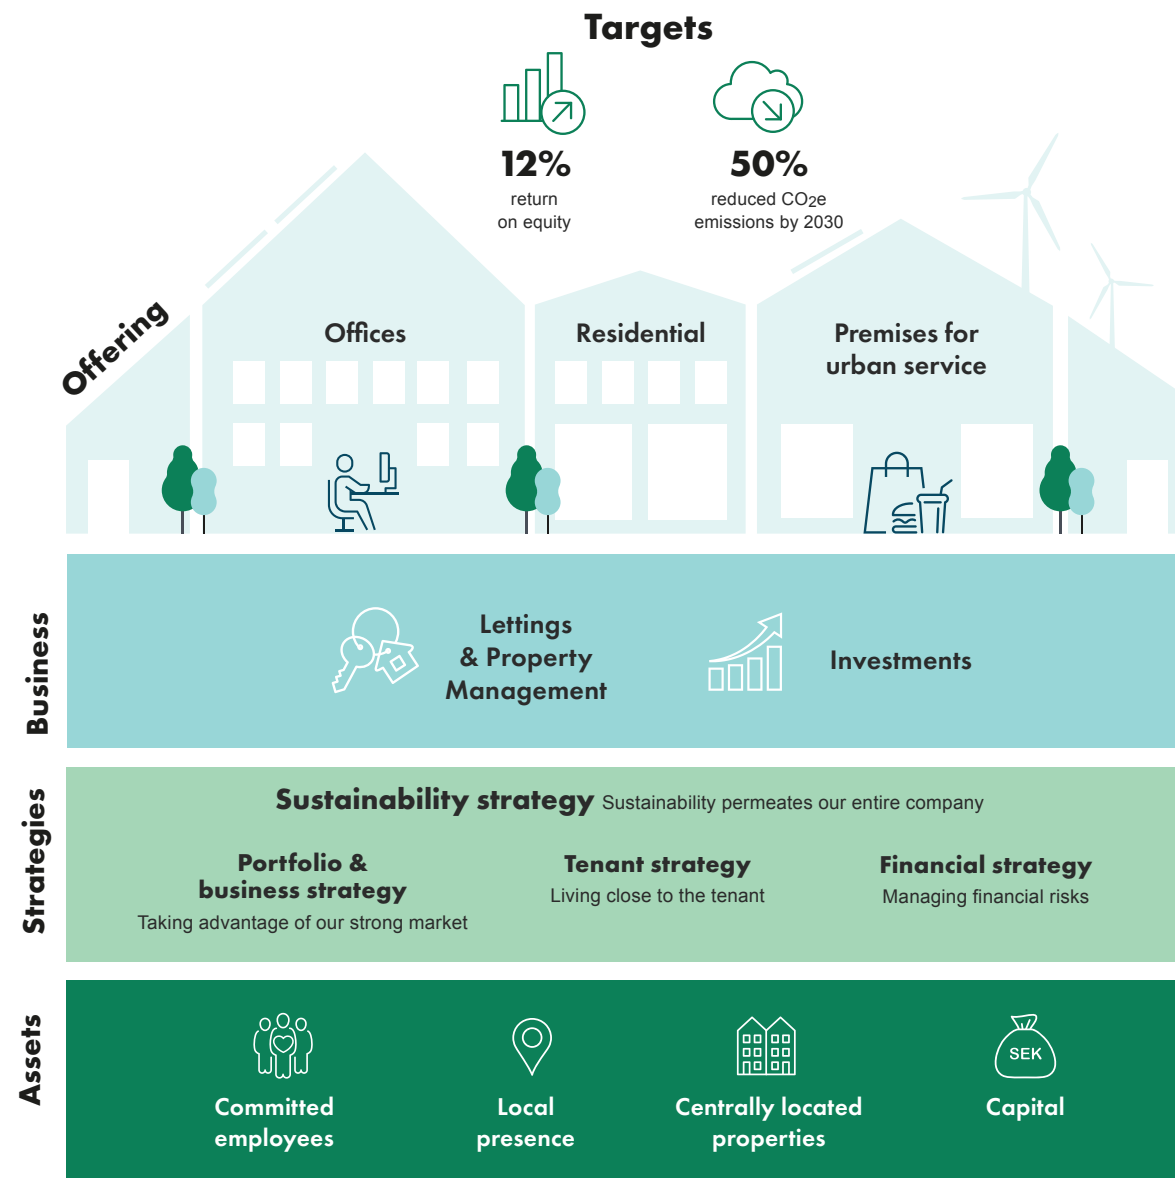 Targets
12%
return
on equity
50%
reduced CO2e
emissions by 2030
Offering
Offices
Residential
Premises for
urban service
Business
Lettings
& Property
Management
Investments
Strategies
Sustainability strategy Sustainability permeates our entire company
Portfolio &
business strategy
Taking advantage of our strong market
Tenant strategy
Living close to the tenant
Financial strategy
Managing financial risks
Assets
Committed
employees
Local
presence
Centrally located
properties
SEK
Capital